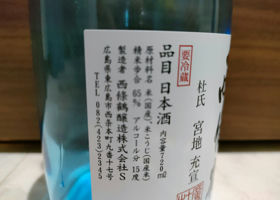 要冷蔵
杜氏 宮地 充宣
品目 日本酒
内容量720ml
原材料名 米(国産)、米こうじ(国産米)
精米歩合 65% アルコール分 15度
製造者 西條鶴醸造株式会社S
広島県東広島市西条本町九番十七号
TEL 082(423)2345